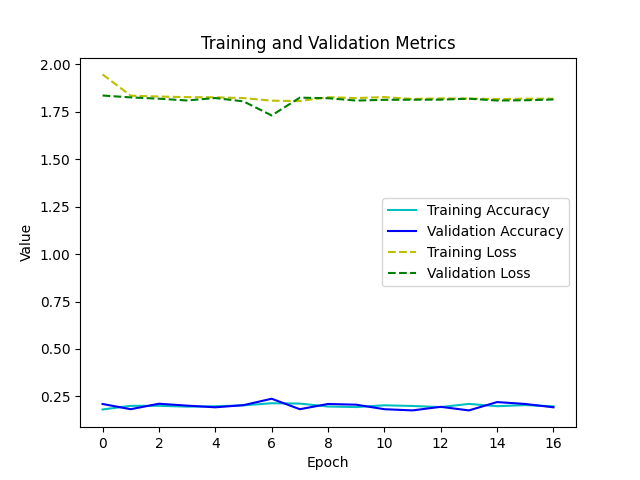 Training and Validation Metrics
2.00
1.75
1.50
1.25
1.00
0.75
0.50
0.25
Value
Training Accuracy
Validation Accuracy
Training Loss
Validation Loss
0 2 4 6 8 10 12 14 16
Epoch